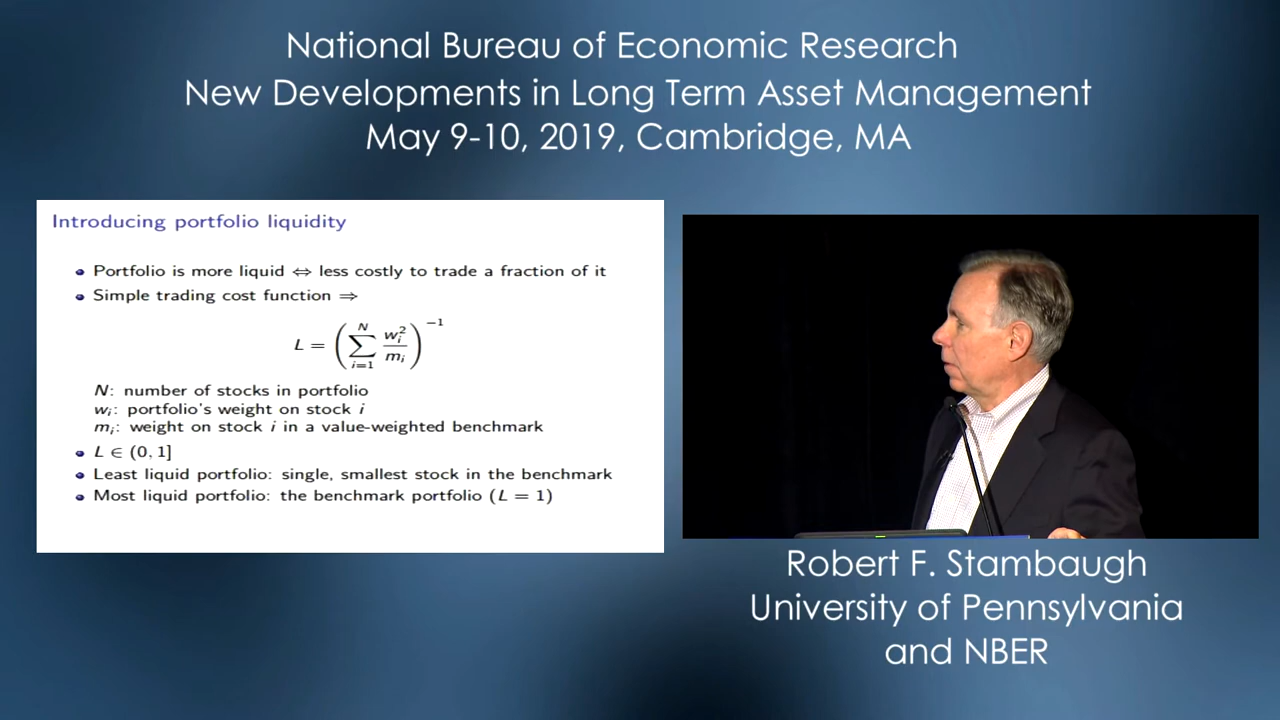 National Bureau of Economic Research
New Developments in Long Term Asset Management
May 9-10, 2019, Cambridge, MA
Introducing portfolio liquidity
Portfolio is more liquid ⇔ less costly to trade a fraction of it
Simple trading cost function ⇒
L = ( ∑_{i=1}^{N} w_i^2 / m_i )^{-1}
N: number of stocks in portfolio
w_i: portfolio's weight on stock i
m_i: weight on stock i in a value-weighted benchmark
L ∈ (0, 1]
Least liquid portfolio: single, smallest stock in the benchmark
Most liquid portfolio: the benchmark portfolio (L = 1)
Robert F. Stambaugh
University of Pennsylvania
and NBER